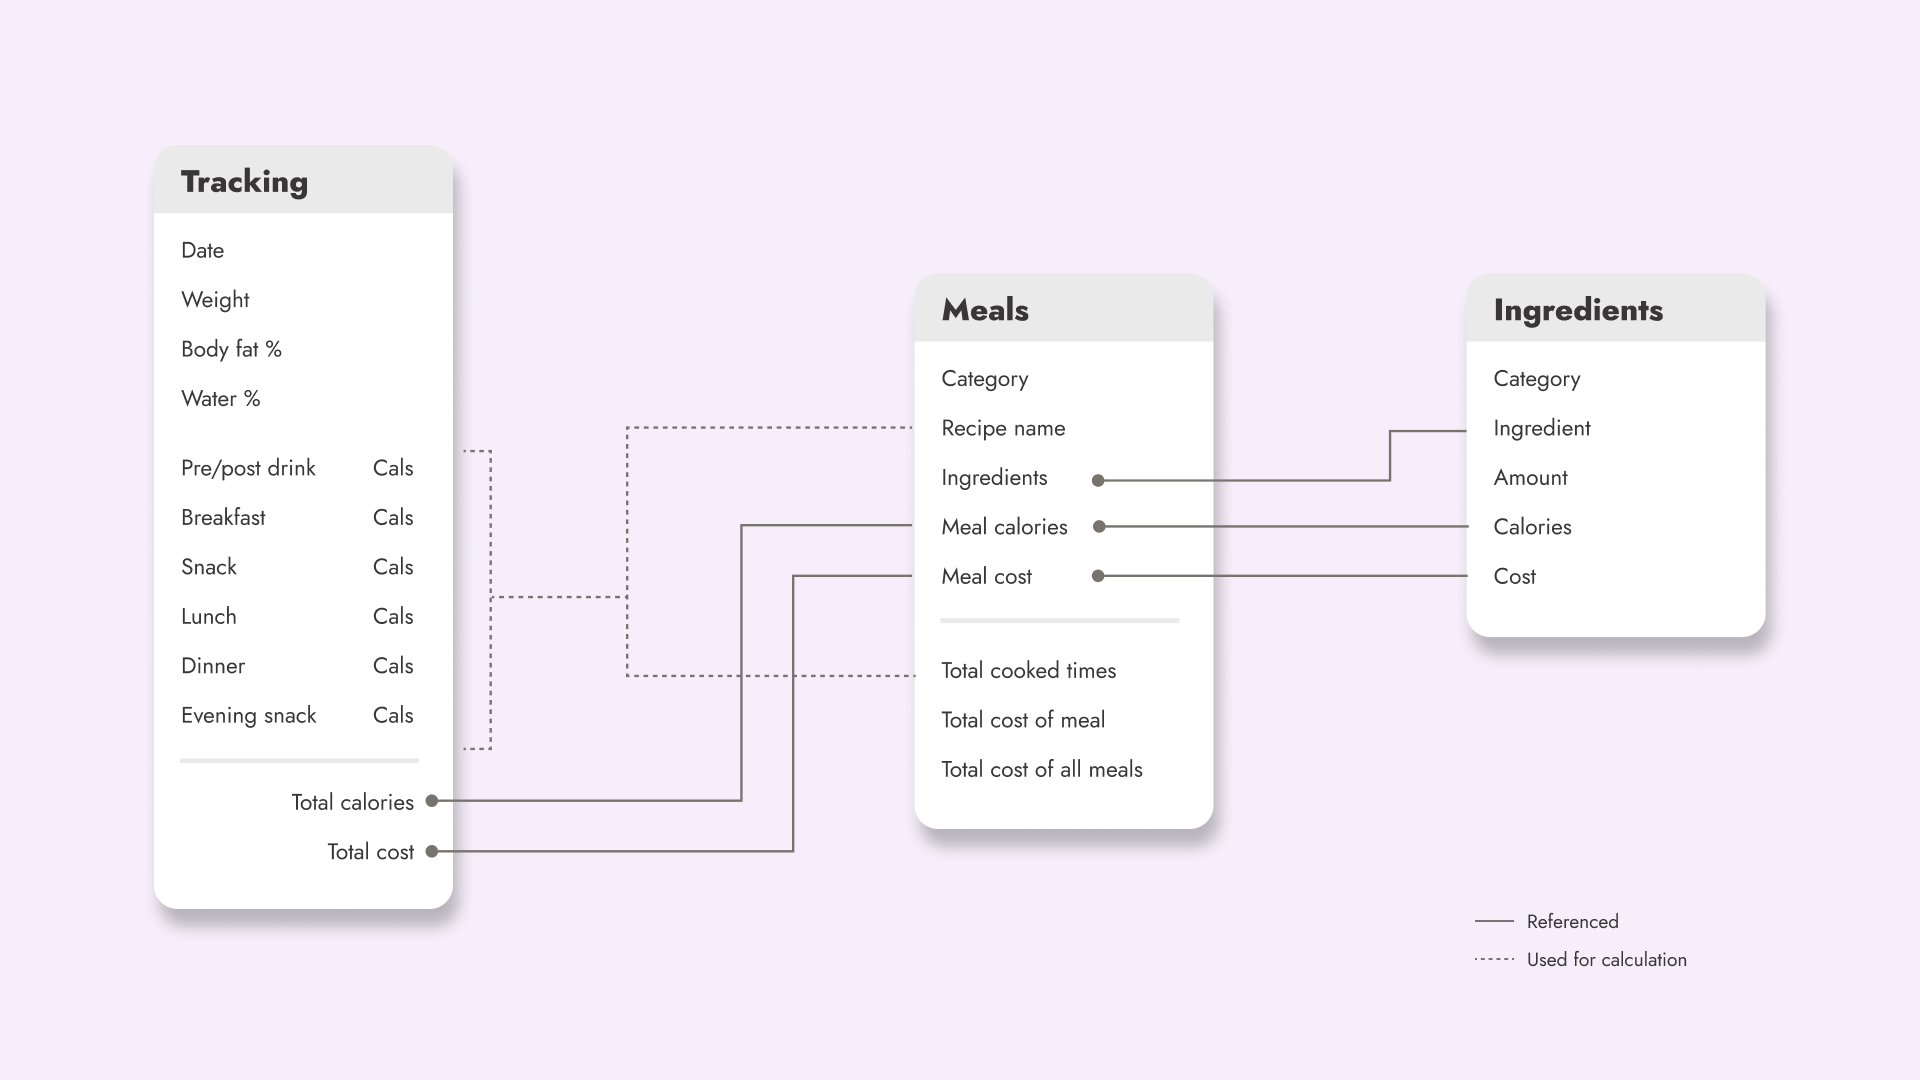 Tracking
Date
Weight
Body fat %
Water %
Pre/post drink Cals
Breakfast Cals
Snack Cals
Lunch Cals
Dinner Cals
Evening snack Cals
Total calories
Total cost
Meals
Category
Recipe name
Ingredients
Meal calories
Meal cost
Total cooked times
Total cost of meal
Total cost of all meals
Ingredients
Category
Ingredient
Amount
Calories
Cost
Referenced
Used for calculation